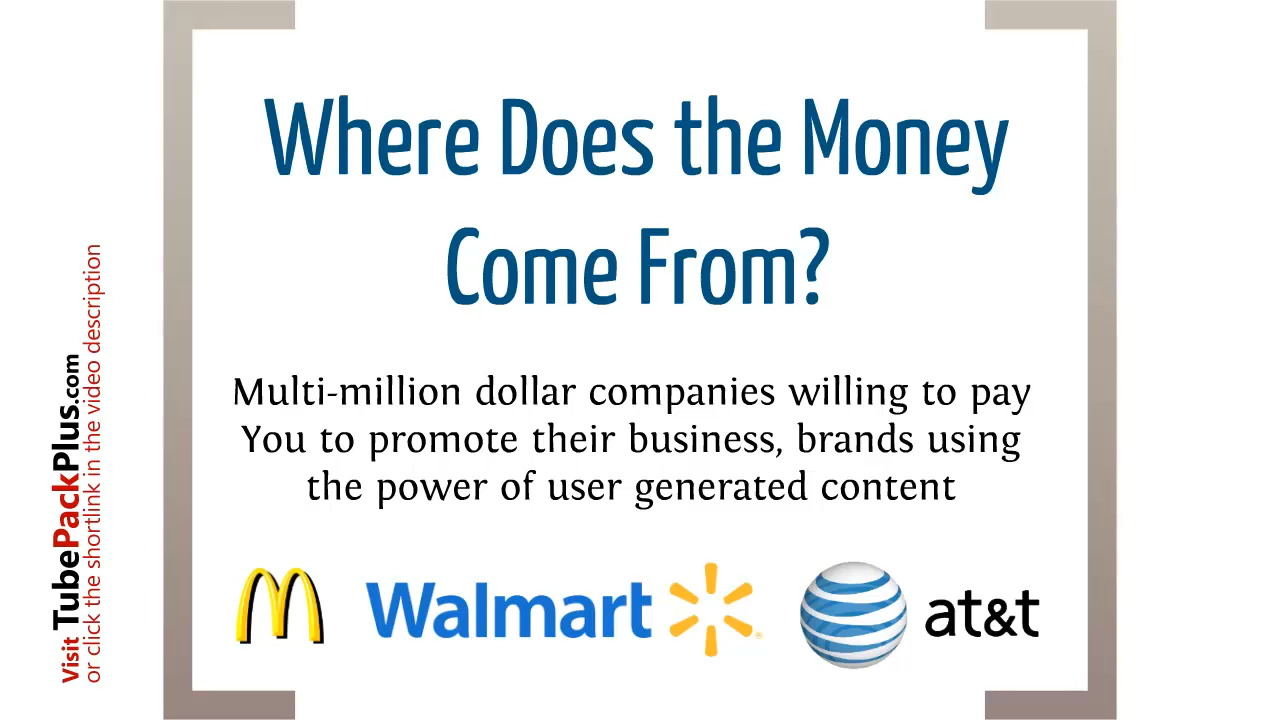 Where Does the Money
Come From?
Multi-million dollar companies willing to pay
You to promote their business, brands using
the power of user generated content
M
Walmart
at&t
Visit TubePackPlus.com
or click the shortlink in the video description